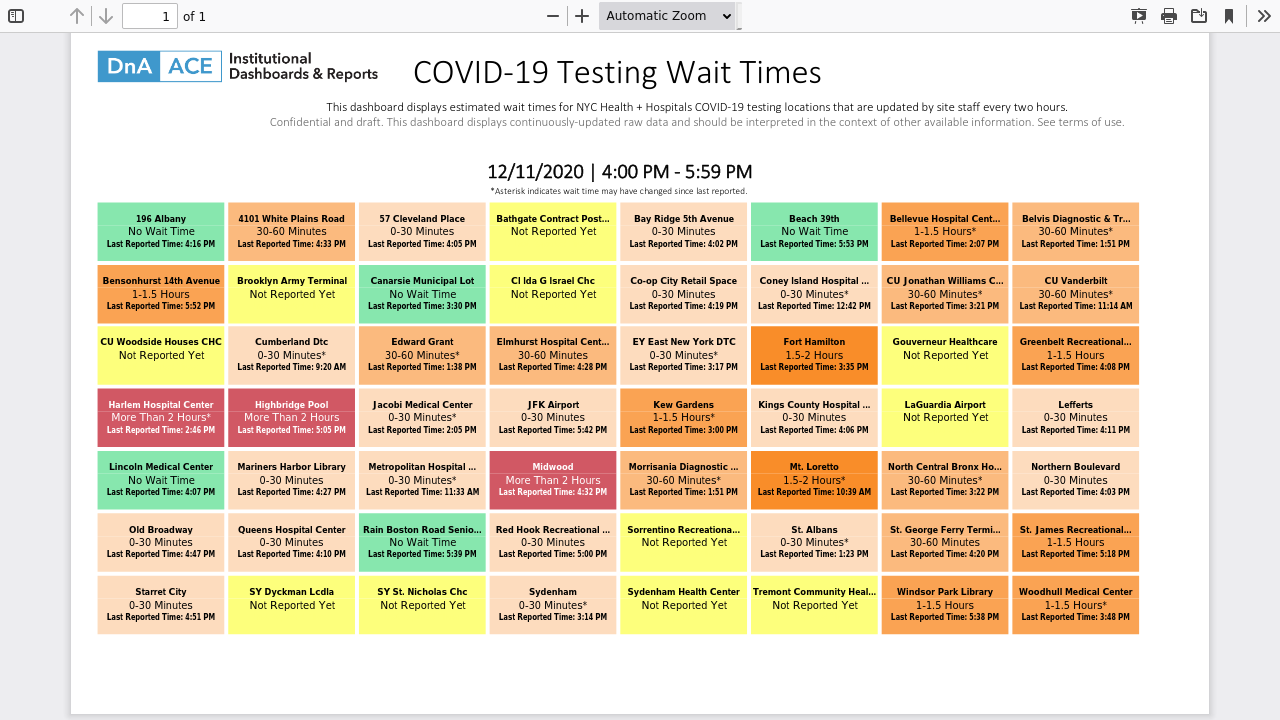 1 of 1 Automatic Zoom
DnA ACE Institutional
Dashboards & Reports
COVID-19 Testing Wait Times
This dashboard displays estimated wait times for NYC Health + Hospitals COVID-19 testing locations that are updated by site staff every two hours.
Confidential and draft. This dashboard displays continuously-updated raw data and should be interpreted in the context of other available information. See terms of use.
12/11/2020 | 4:00 PM - 5:59 PM
*Asterisk indicates wait time may have changed since last reported.
196 Albany
No Wait Time
Last Reported Time: 4:16 PM
4101 White Plains Road
30-60 Minutes
Last Reported Time: 4:33 PM
57 Cleveland Place
0-30 Minutes
Last Reported Time: 4:05 PM
Bathgate Contract Post...
Not Reported Yet
Bay Ridge 5th Avenue
0-30 Minutes
Last Reported Time: 4:02 PM
Beach 39th
No Wait Time
Last Reported Time: 5:53 PM
Bellevue Hospital Cent...
1-1.5 Hours*
Last Reported Time: 2:07 PM
Belvis Diagnostic & Tr...
30-60 Minutes*
Last Reported Time: 1:51 PM
Bensonhurst 14th Avenue
1-1.5 Hours
Last Reported Time: 5:52 PM
Brooklyn Army Terminal
Not Reported Yet
Canarsie Municipal Lot
No Wait Time
Last Reported Time: 3:30 PM
CI Ida G Israel Chc
Not Reported Yet
Co-op City Retail Space
0-30 Minutes
Last Reported Time: 4:19 PM
Coney Island Hospital ...
0-30 Minutes*
Last Reported Time: 12:42 PM
CU Jonathan Williams C...
30-60 Minutes*
Last Reported Time: 3:21 PM
CU Vanderbilt
30-60 Minutes*
Last Reported Time: 11:14 AM
CU Woodside Houses CHC
Not Reported Yet
Cumberland Dtc
0-30 Minutes*
Last Reported Time: 9:20 AM
Edward Grant
30-60 Minutes*
Last Reported Time: 1:38 PM
Elmhurst Hospital Cent...
30-60 Minutes
Last Reported Time: 4:28 PM
EY East New York DTC
0-30 Minutes*
Last Reported Time: 3:17 PM
Fort Hamilton
1.5-2 Hours
Last Reported Time: 3:35 PM
Gouverneur Healthcare
Not Reported Yet
Greenbelt Recreational...
1-1.5 Hours
Last Reported Time: 4:08 PM
Harlem Hospital Center
More Than 2 Hours*
Last Reported Time: 2:46 PM
Highbridge Pool
More Than 2 Hours
Last Reported Time: 5:05 PM
Jacobi Medical Center
0-30 Minutes*
Last Reported Time: 2:05 PM
JFK Airport
0-30 Minutes
Last Reported Time: 5:42 PM
Kew Gardens
1-1.5 Hours*
Last Reported Time: 3:00 PM
Kings County Hospital ...
0-30 Minutes
Last Reported Time: 4:06 PM
LaGuardia Airport
Not Reported Yet
Lefferts
0-30 Minutes
Last Reported Time: 4:11 PM
Lincoln Medical Center
No Wait Time
Last Reported Time: 4:07 PM
Mariners Harbor Library
0-30 Minutes
Last Reported Time: 4:27 PM
Metropolitan Hospital ...
0-30 Minutes*
Last Reported Time: 11:33 AM
Midwood
More Than 2 Hours
Last Reported Time: 4:32 PM
Morrisania Diagnostic ...
30-60 Minutes*
Last Reported Time: 1:51 PM
Mt. Loretto
1.5-2 Hours*
Last Reported Time: 10:39 AM
North Central Bronx Ho...
30-60 Minutes*
Last Reported Time: 3:22 PM
Northern Boulevard
0-30 Minutes
Last Reported Time: 4:03 PM
Old Broadway
0-30 Minutes
Last Reported Time: 4:47 PM
Queens Hospital Center
0-30 Minutes
Last Reported Time: 4:10 PM
Rain Boston Road Senio...
No Wait Time
Last Reported Time: 5:39 PM
Red Hook Recreational ...
0-30 Minutes
Last Reported Time: 5:00 PM
Sorrentino Recreationa...
Not Reported Yet
St. Albans
0-30 Minutes*
Last Reported Time: 1:23 PM
St. George Ferry Termi...
30-60 Minutes
Last Reported Time: 4:20 PM
St. James Recreational...
1-1.5 Hours
Last Reported Time: 5:18 PM
Starret City
0-30 Minutes
Last Reported Time: 4:51 PM
SY Dyckman Lcdla
Not Reported Yet
SY St. Nicholas Chc
Not Reported Yet
Sydenham
0-30 Minutes*
Last Reported Time: 3:14 PM
Sydenham Health Center
Not Reported Yet
Tremont Community Heal...
Not Reported Yet
Windsor Park Library
1-1.5 Hours
Last Reported Time: 5:38 PM
Woodhull Medical Center
1-1.5 Hours*
Last Reported Time: 3:48 PM